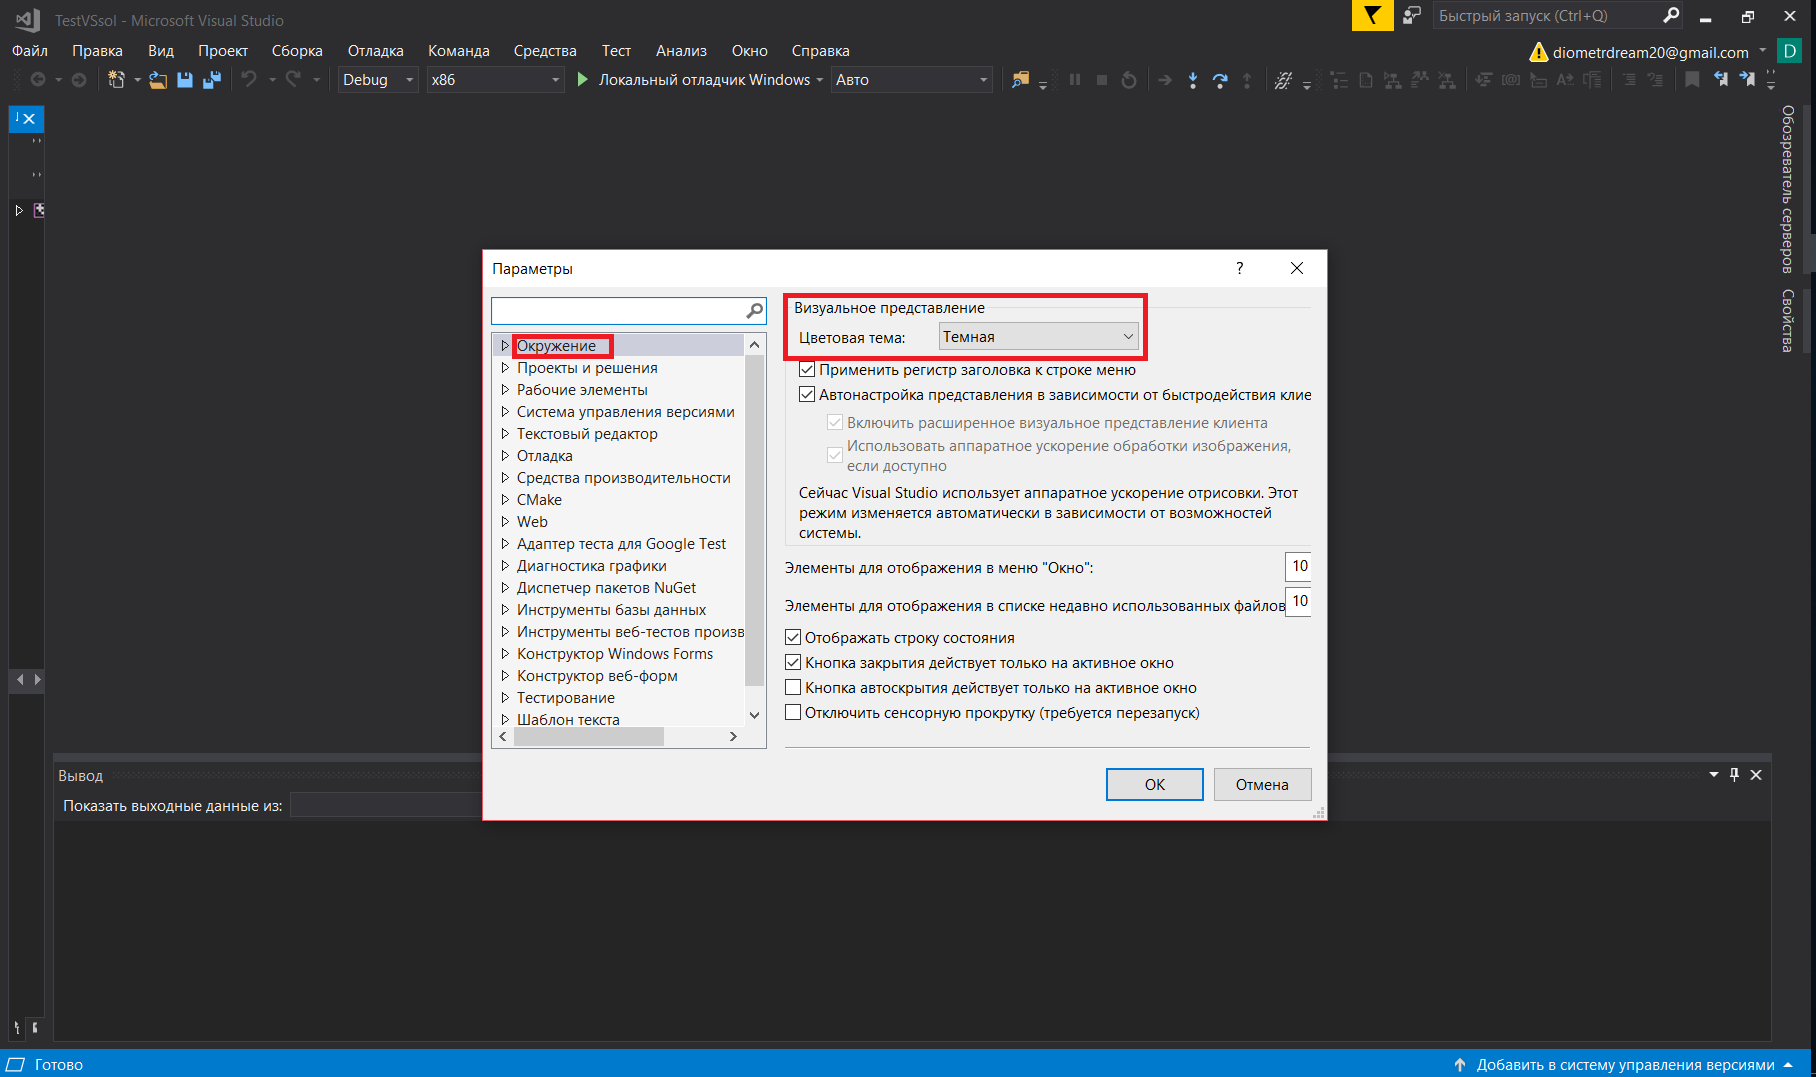 TestVSsol - Microsoft Visual Studio
Быстрый запуск (Ctrl+Q)
Файл Правка Вид Проект Сборка Отладка Команда Средства Тест Анализ Окно Справка
diometrdream20@gmail.com D
Debug x86 Локальный отладчик Windows Авто
Обозреватель серверов
Свойства
Параметры
Окружение
Проекты и решения
Рабочие элементы
Система управления версиями
Текстовый редактор
Отладка
Средства производительности
CMake
Web
Адаптер теста для Google Test
Диагностика графики
Диспетчер пакетов NuGet
Инструменты базы данных
Инструменты веб-тестов произв
Конструктор Windows Forms
Конструктор веб-форм
Тестирование
Шаблон текста
Визуальное представление
Цветовая тема: Темная
Применить регистр заголовка к строке меню
Автонастройка представления в зависимости от быстродействия клие
Включить расширенное визуальное представление клиента
Использовать аппаратное ускорение обработки изображения,
если доступно
Сейчас Visual Studio использует аппаратное ускорение отрисовки. Этот
режим изменяется автоматически в зависимости от возможностей
системы.
Элементы для отображения в меню "Окно": 10
Элементы для отображения в списке недавно использованных файлов 10
Отображать строку состояния
Кнопка закрытия действует только на активное окно
Кнопка автоскрытия действует только на активное окно
Отключить сенсорную прокрутку (требуется перезапуск)
ОК Отмена
Вывод
Показать выходные данные из:
Готово
Добавить в систему управления версиями